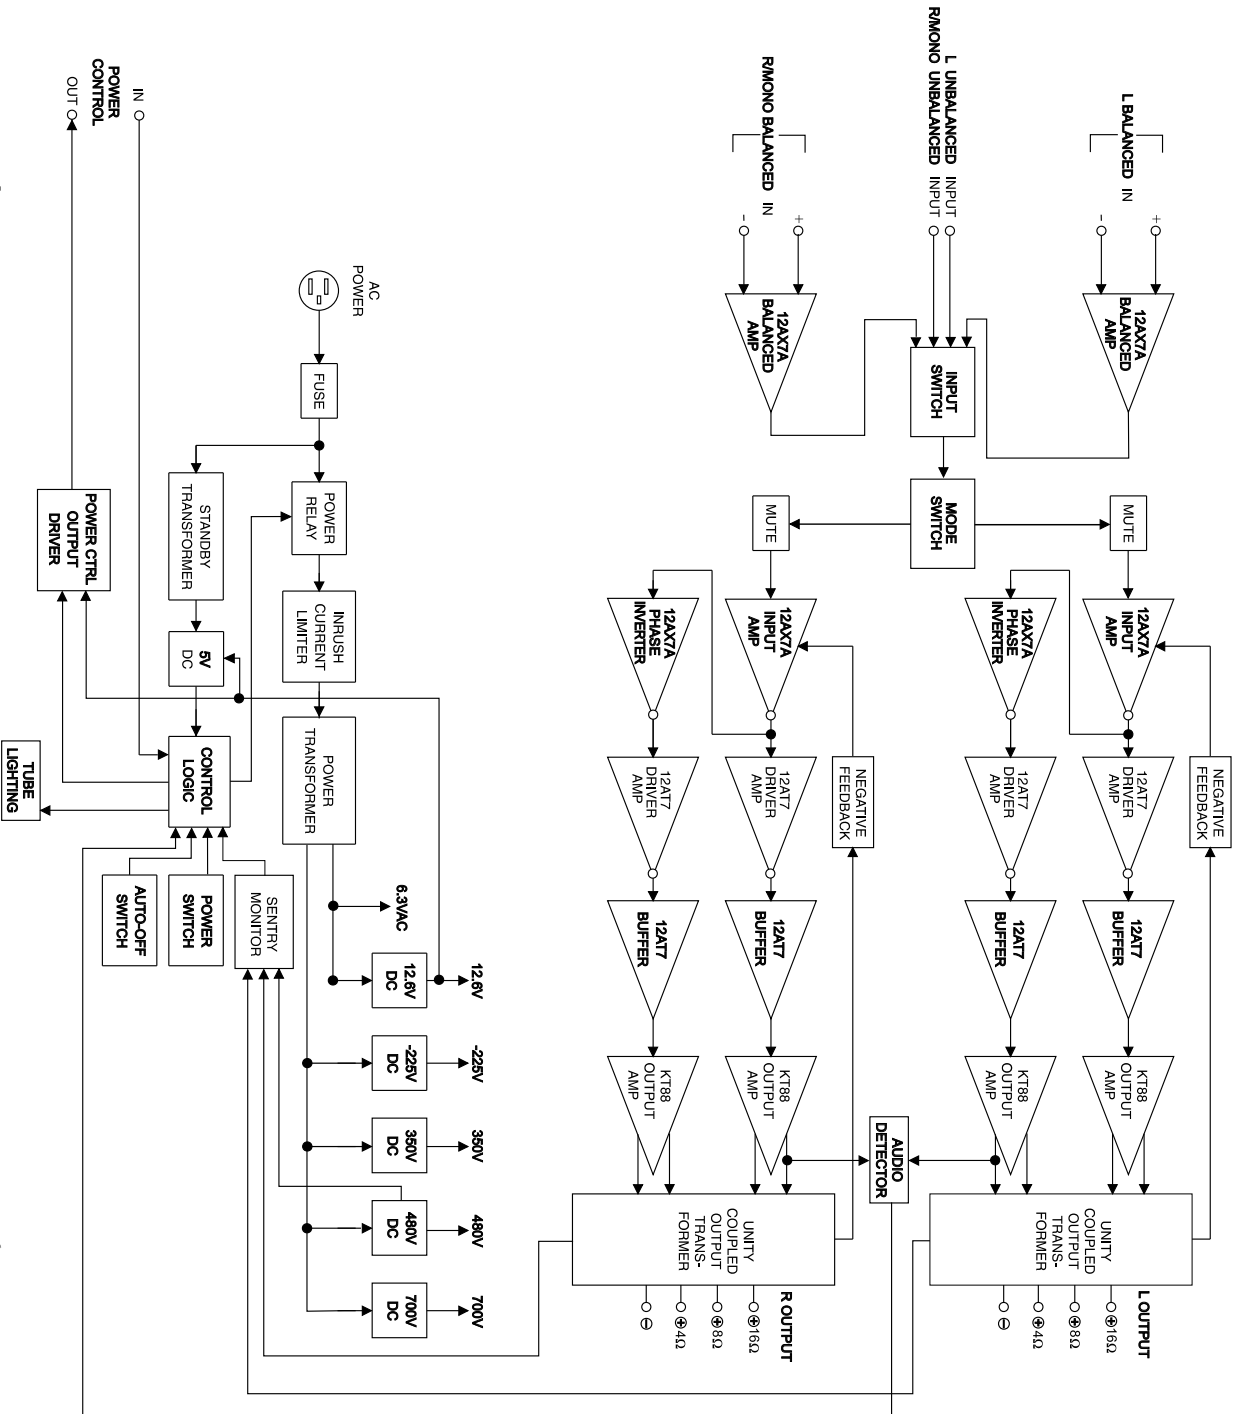 L BALANCED IN
+
-
L UNBALANCED INPUT
R/MONO UNBALANCED INPUT
R/MONO BALANCED IN
+
-
12AX7A
BALANCED
AMP
12AX7A
BALANCED
AMP
INPUT
SWITCH
MODE
SWITCH
MUTE
MUTE
12AX7A
INPUT
AMP
12AX7A
PHASE
INVERTER
12AX7A
INPUT
AMP
12AX7A
PHASE
INVERTER
NEGATIVE
FEEDBACK
NEGATIVE
FEEDBACK
12AT7
DRIVER
AMP
12AT7
DRIVER
AMP
12AT7
DRIVER
AMP
12AT7
DRIVER
AMP
12AT7
BUFFER
12AT7
BUFFER
12AT7
BUFFER
12AT7
BUFFER
KT88
OUTPUT
AMP
KT88
OUTPUT
AMP
KT88
OUTPUT
AMP
KT88
OUTPUT
AMP
AUDIO
DETECTOR
UNITY
COUPLED
OUTPUT
TRANS-
FORMER
L OUTPUT
+ 16Ω
+ 8Ω
+ 4Ω
-
UNITY
COUPLED
OUTPUT
TRANS-
FORMER
R OUTPUT
+ 16Ω
+ 8Ω
+ 4Ω
-
AC
POWER
FUSE
POWER
RELAY
INRUSH
CURRENT
LIMITER
POWER
TRANSFORMER
6.3VAC
12.6V
DC
12.6V
-225V
DC
-225V
350V
DC
350V
480V
DC
480V
700V
DC
700V
STANDBY
TRANSFORMER
5V
DC
CONTROL
LOGIC
SENTRY
MONITOR
POWER
SWITCH
AUTO-OFF
SWITCH
TUBE
LIGHTING
POWER CTRL
OUTPUT
DRIVER
IN
POWER
CONTROL
OUT